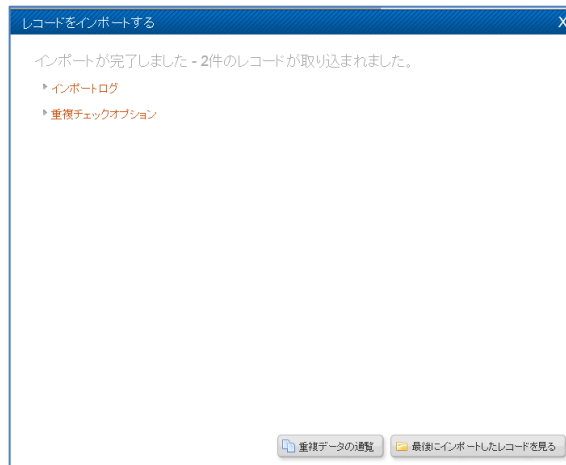 レコードをインポートする X
インポートが完了しました - 2件のレコードが取り込まれました。
インポートログ
重複チェックオプション
重複データの通覧 最後にインポートしたレコードを見る